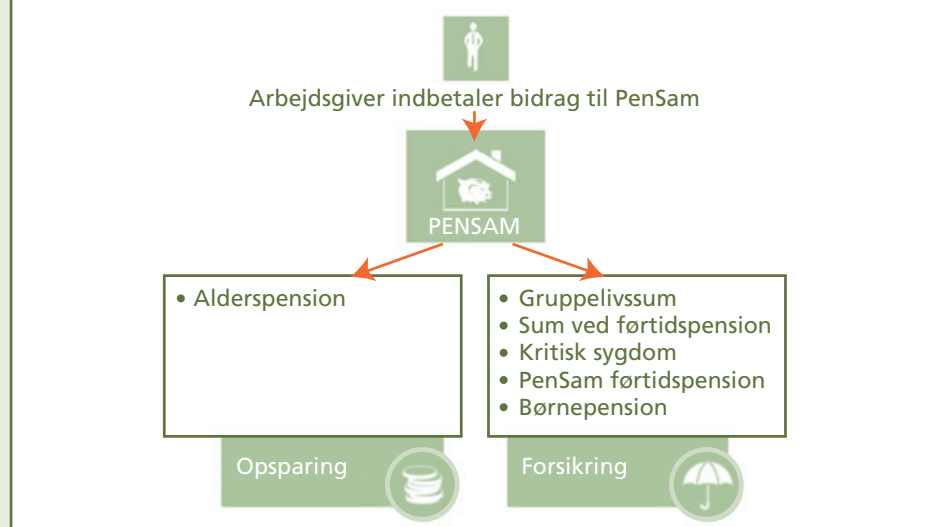 Arbejdsgiver indbetaler bidrag til PenSam
PENSAM
• Alderspension
• Gruppelivssum
• Sum ved førtidspension
• Kritisk sygdom
• PenSam førtidspension
• Børnepension
Opsparing
Forsikring